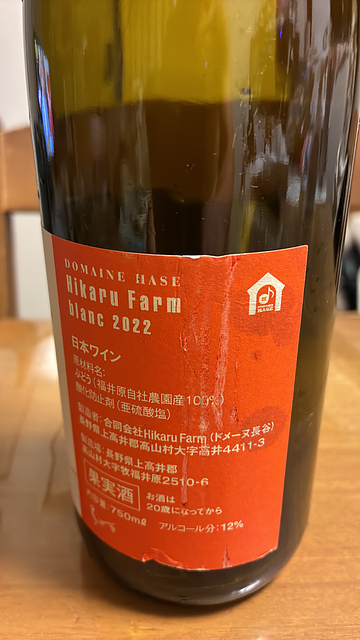 DOMAINE HASE
Hikaru Farm
blanc 2022
HASE
日本ワイン
原材料名:
ぶどう(福井原自社農園産100%)
酸化防止剤(亜硫酸塩)
製造者:合同会社Hikaru Farm(ドメーヌ長谷)
長野県上高井郡高山村大字高井4411-3
製造場:長野県上高井郡
高山村大字牧福井原2510-6
果実酒
お酒は
20歳になってから
内容量:750mℓ
アルコール分:12%